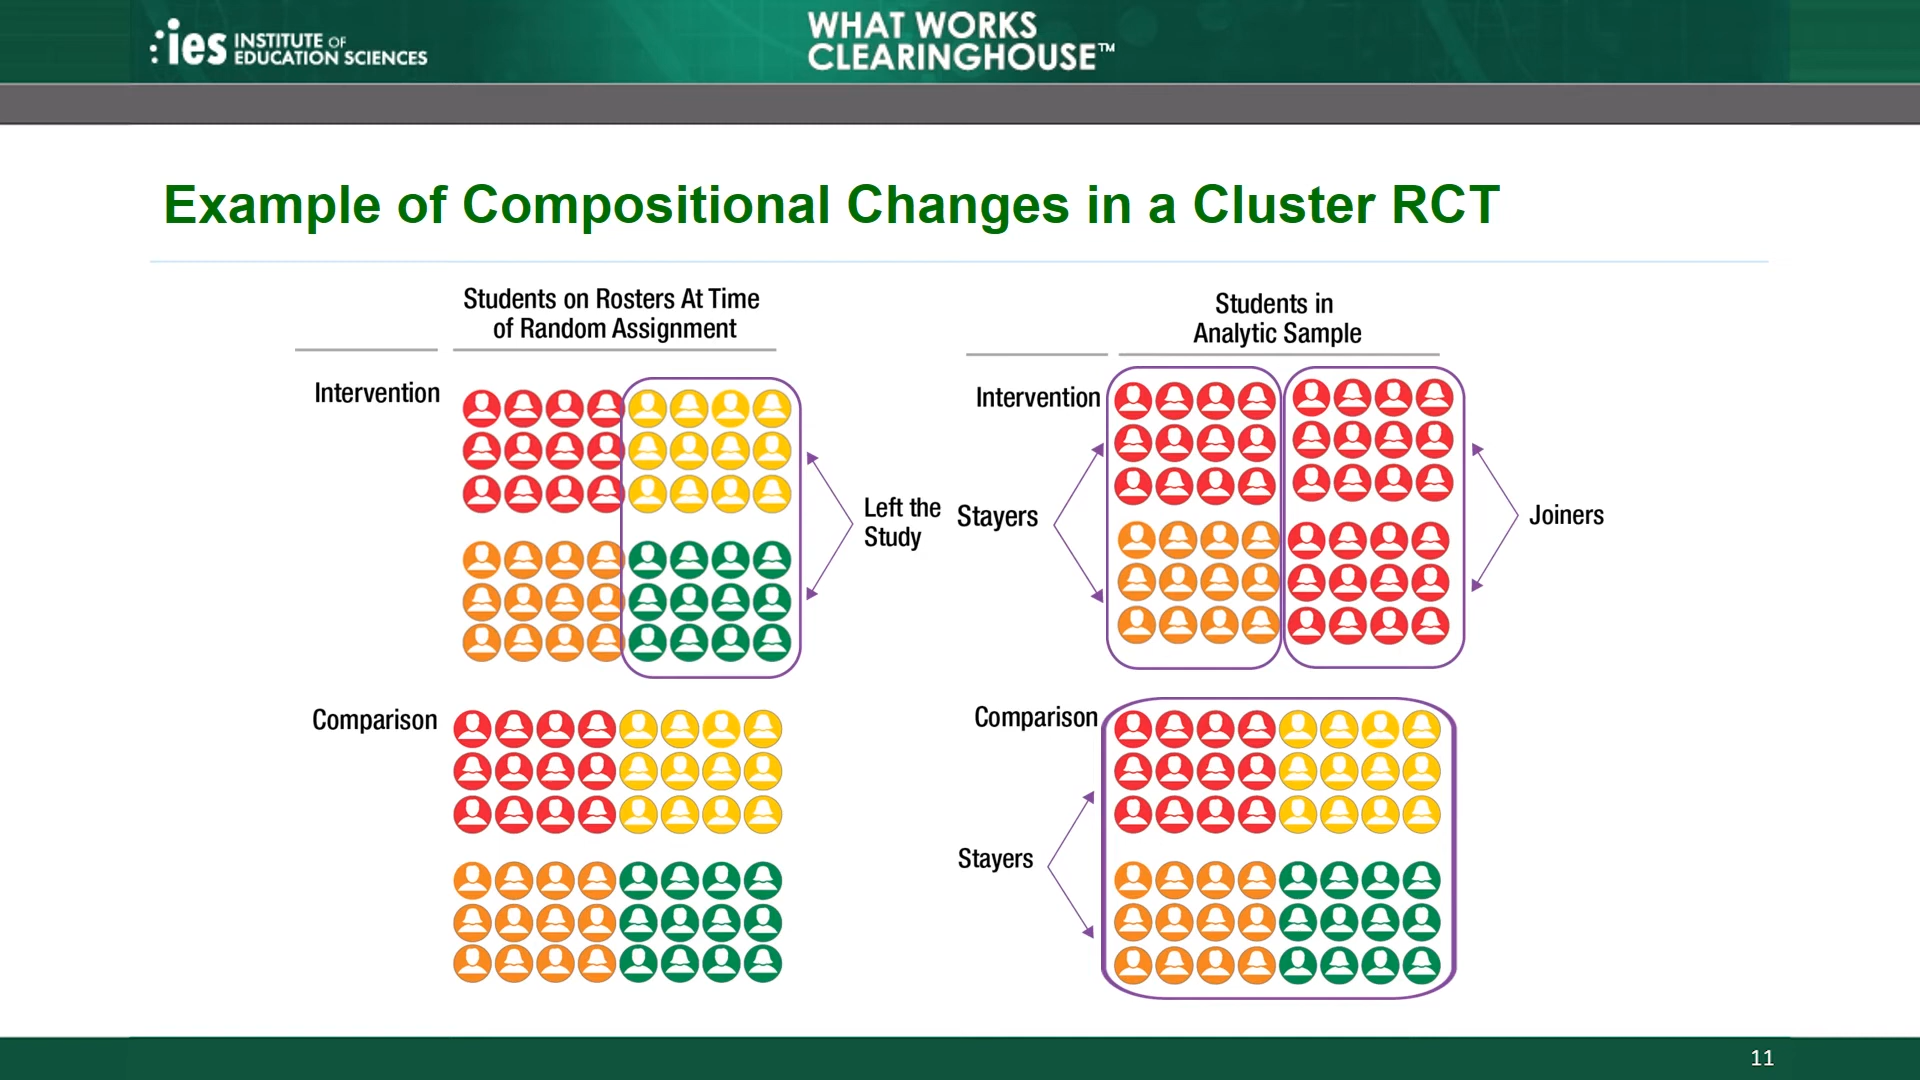 ies INSTITUTE OF
EDUCATION SCIENCES
WHAT WORKS
CLEARINGHOUSE™
Example of Compositional Changes in a Cluster RCT
Students on Rosters At Time
of Random Assignment
Intervention
Left the
Study
Comparison
Students in
Analytic Sample
Intervention
Stayers
Joiners
Comparison
Stayers
11